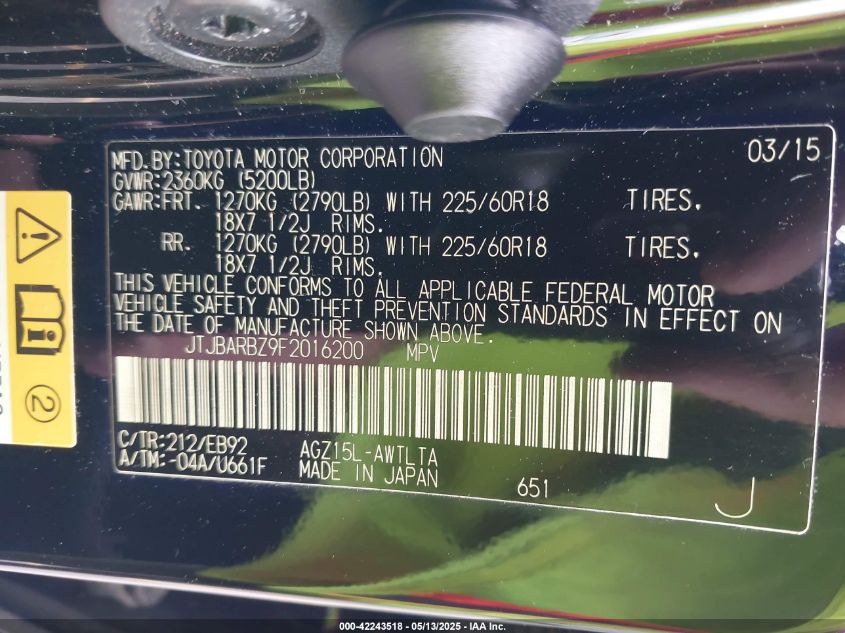 03/15
MFD.BY:TOYOTA MOTOR CORPORATION
GVWR:2360KG (5200LB)
GAWR:FRT. 1270KG (2790LB) WITH 225/60R18 TIRES.
18X7 1/2J RIMS.
RR. 1270KG (2790LB) WITH 225/60R18 TIRES.
18X7 1/2J RIMS.
THIS VEHICLE CONFORMS TO ALL APPLICABLE FEDERAL MOTOR
VEHICLE SAFETY AND THEFT PREVENTION STANDARDS IN EFFECT ON
THE DATE OF MANUFACTURE SHOWN ABOVE.
JTJBARBZ9F2016200 MPV
C/TR:212/EB92 AGZ15L-AWTLTA
A/TM:-04A/U661F MADE IN JAPAN 651 J
2
000-42243518 - 05/13/2025 - IAA Inc.